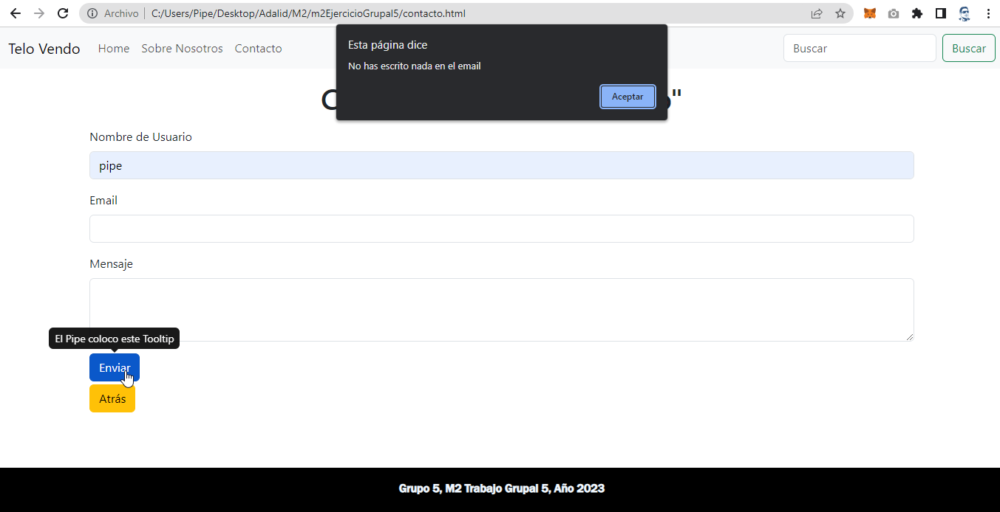 Archivo C:/Users/Pipe/Desktop/Adalid/M2/m2EjercicioGrupal5/contacto.html
Telo Vendo Home Sobre Nosotros Contacto Buscar Buscar
Esta página dice
No has escrito nada en el email
Aceptar
Nombre de Usuario
pipe
Email
Mensaje
El Pipe coloco este Tooltip
Enviar
Atrás
Grupo 5, M2 Trabajo Grupal 5, Año 2023